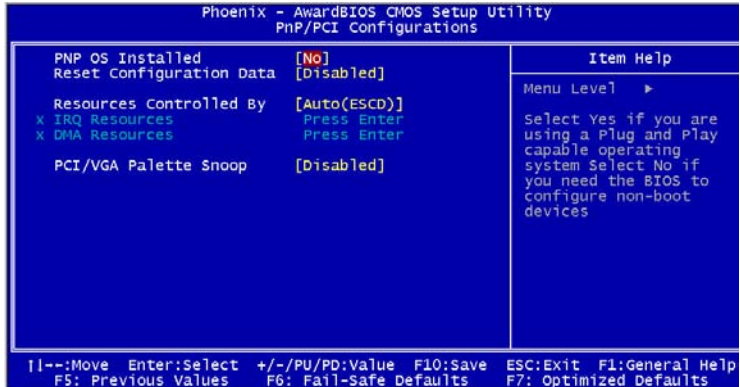 Phoenix - AwardBIOS CMOS Setup Utility
PnP/PCI Configurations
PNP OS Installed [No]
Reset Configuration Data [Disabled]
Resources Controlled By [Auto(ESCD)]
x IRQ Resources Press Enter
x DMA Resources Press Enter
PCI/VGA Palette Snoop [Disabled]
Item Help
Menu Level ▶
Select Yes if you are
using a Plug and Play
capable operating
system Select No if
you need the BIOS to
configure non-boot
devices
↑↓→←:Move Enter:Select +/-/PU/PD:Value F10:Save ESC:Exit F1:General Help
F5: Previous Values F6: Fail-Safe Defaults F7: Optimized Defaults